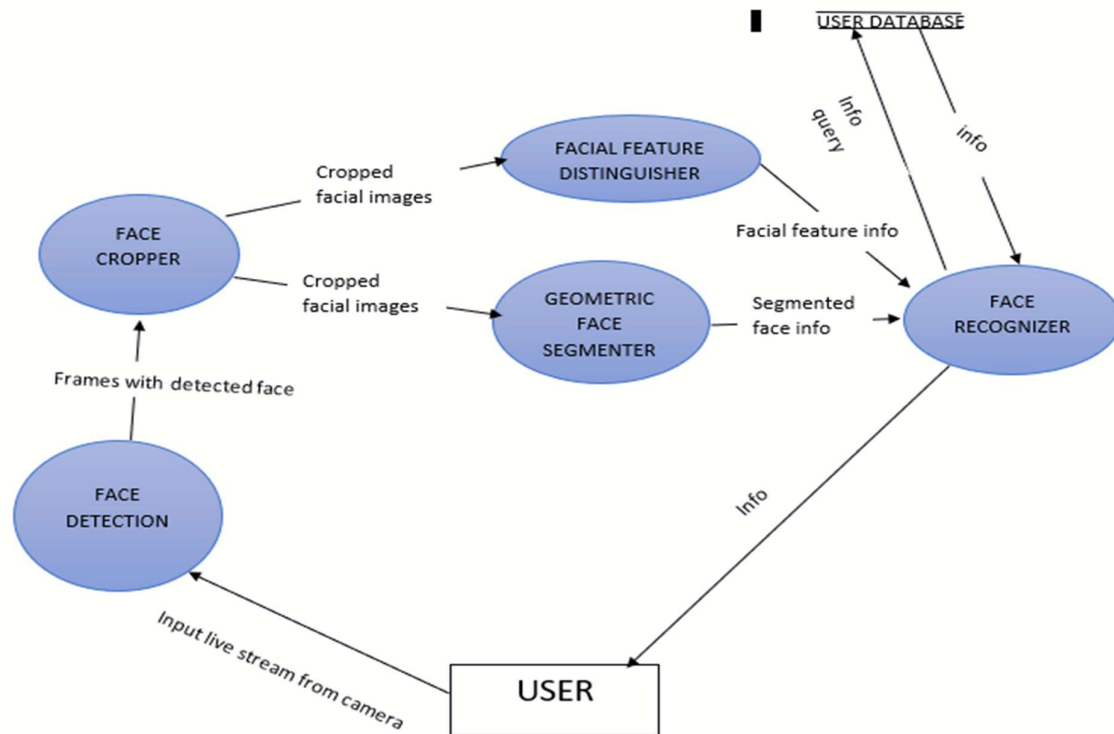 USER DATABASE
Info
query
info
FACIAL FEATURE
DISTINGUISHER
Cropped
facial images
FACE
CROPPER
Facial feature info
Cropped
facial images
GEOMETRIC
FACE
SEGMENTER
Segmented
face info
FACE
RECOGNIZER
Frames with detected face
FACE
DETECTION
Info
Input live stream from camera
USER